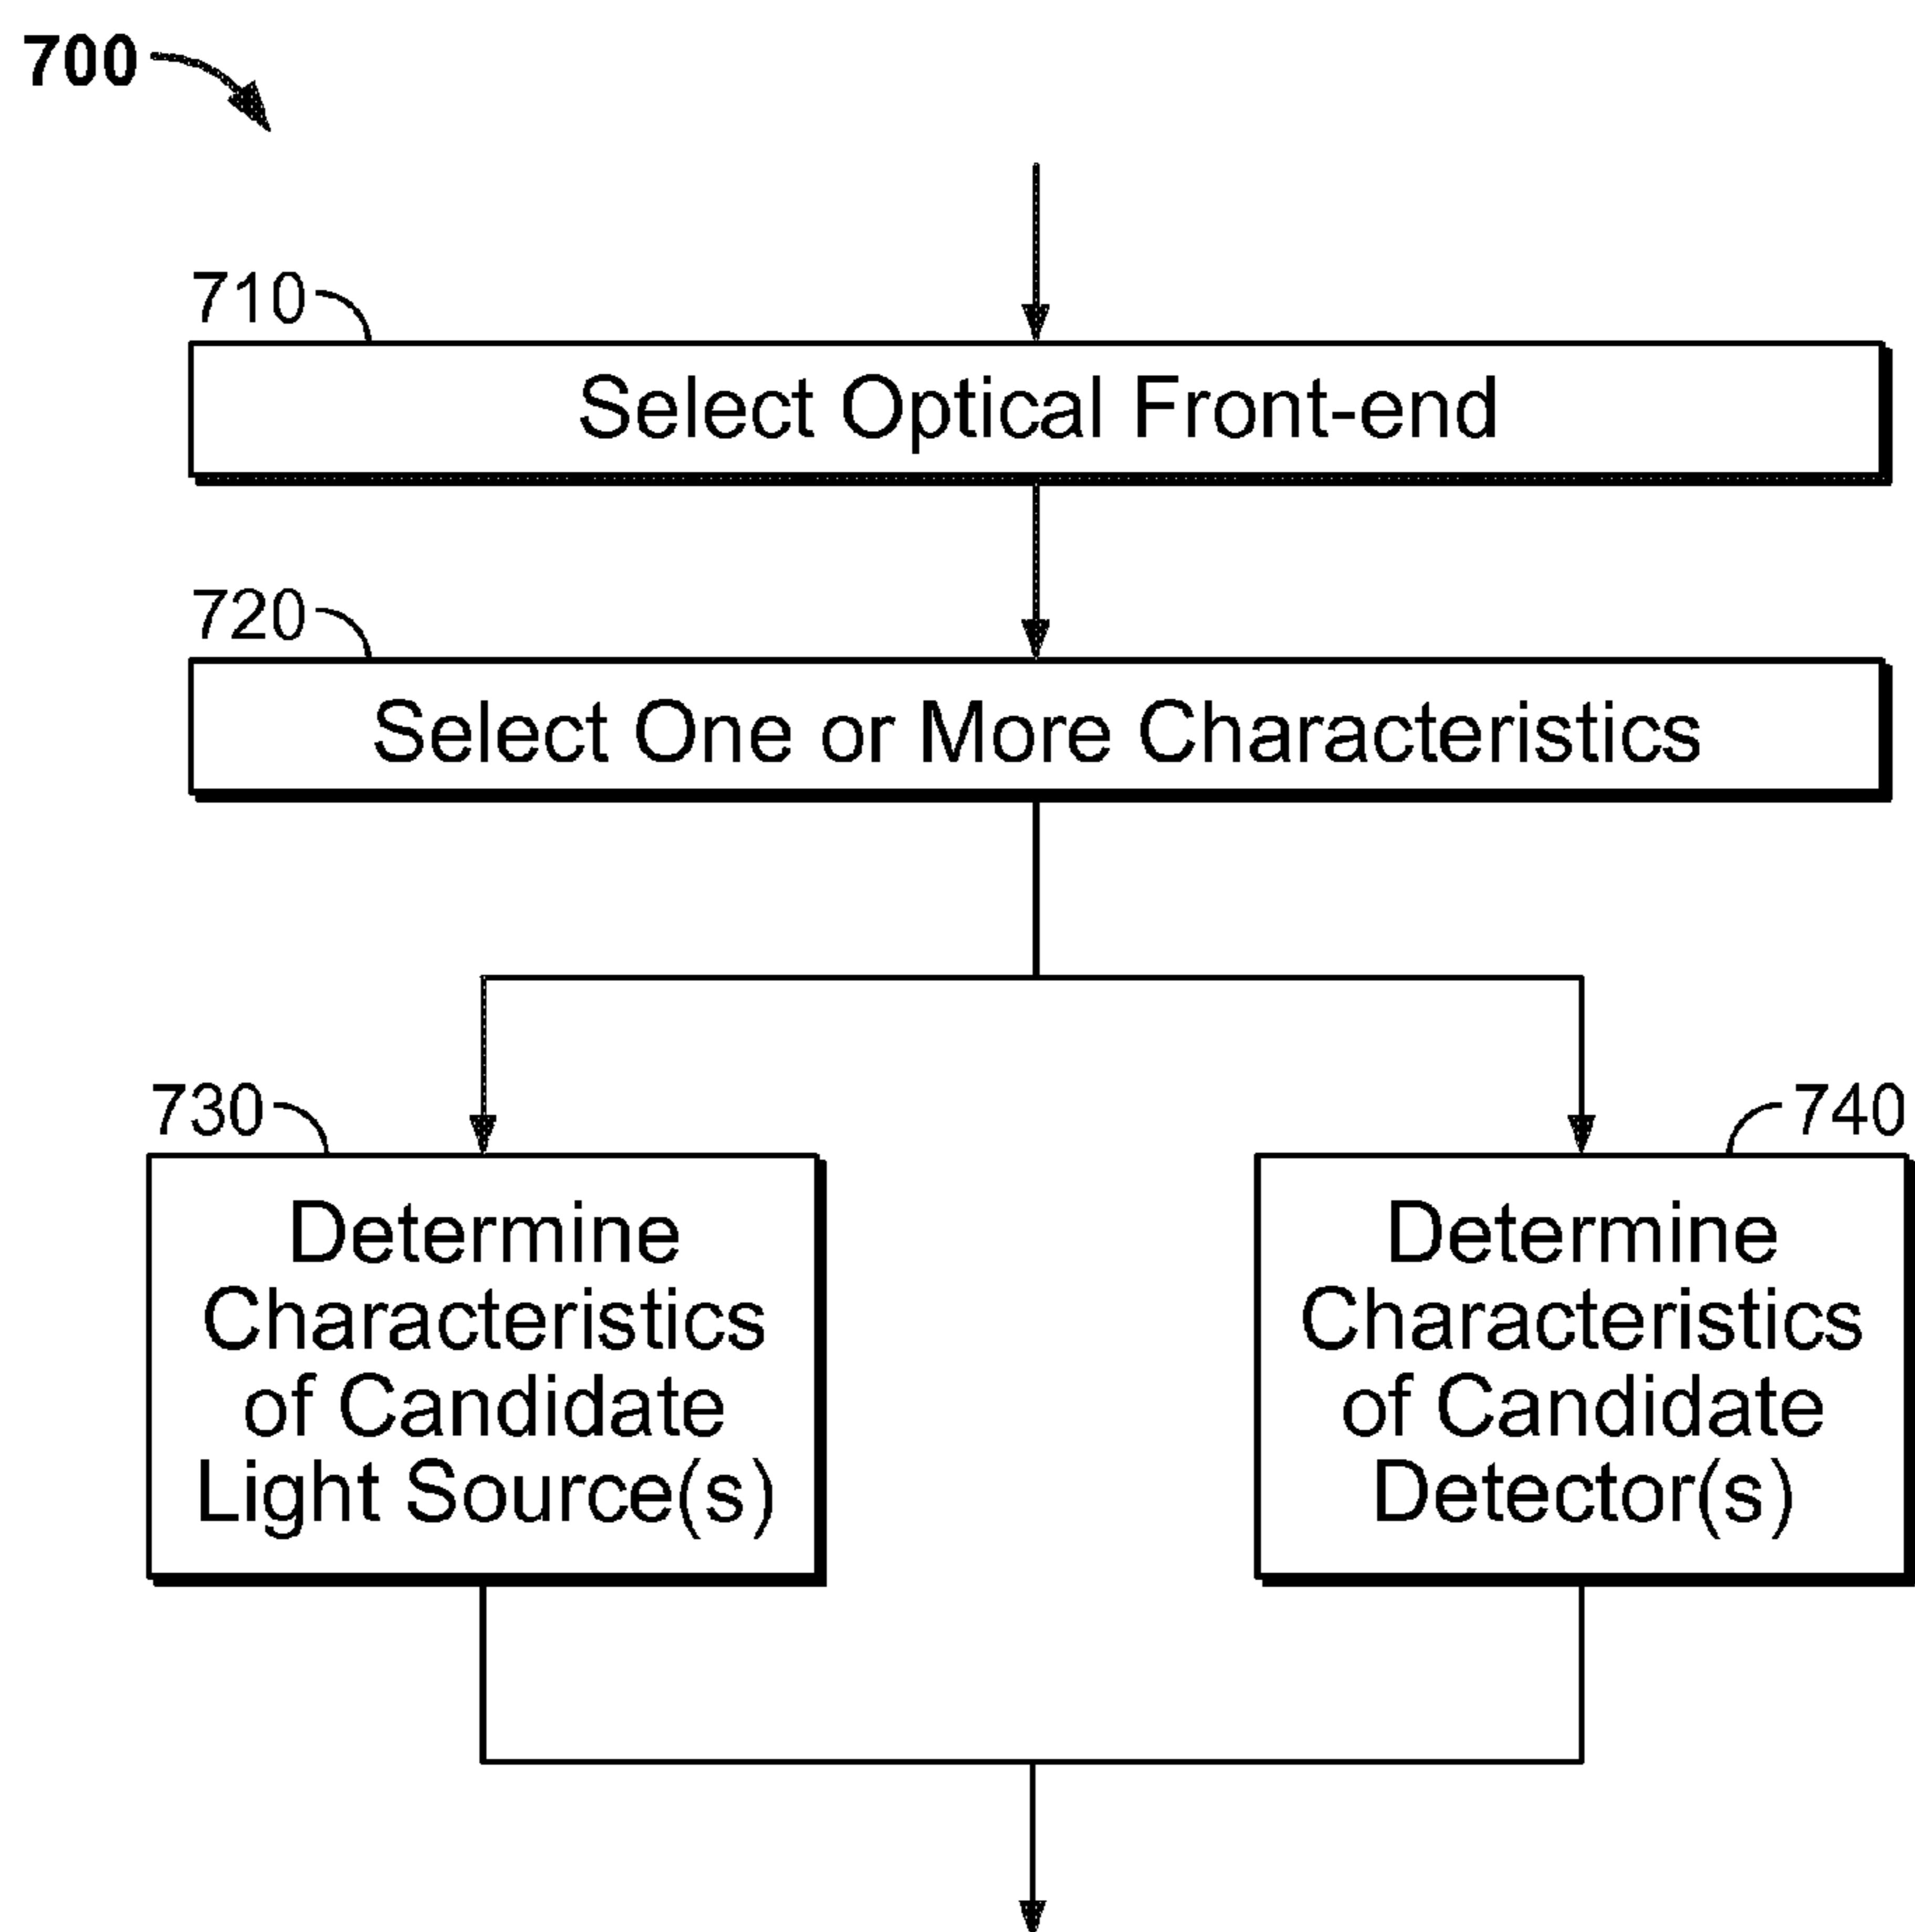 700
710
Select Optical Front-end
720
Select One or More Characteristics
730
Determine
Characteristics
of Candidate
Light Source(s)
740
Determine
Characteristics
of Candidate
Detector(s)